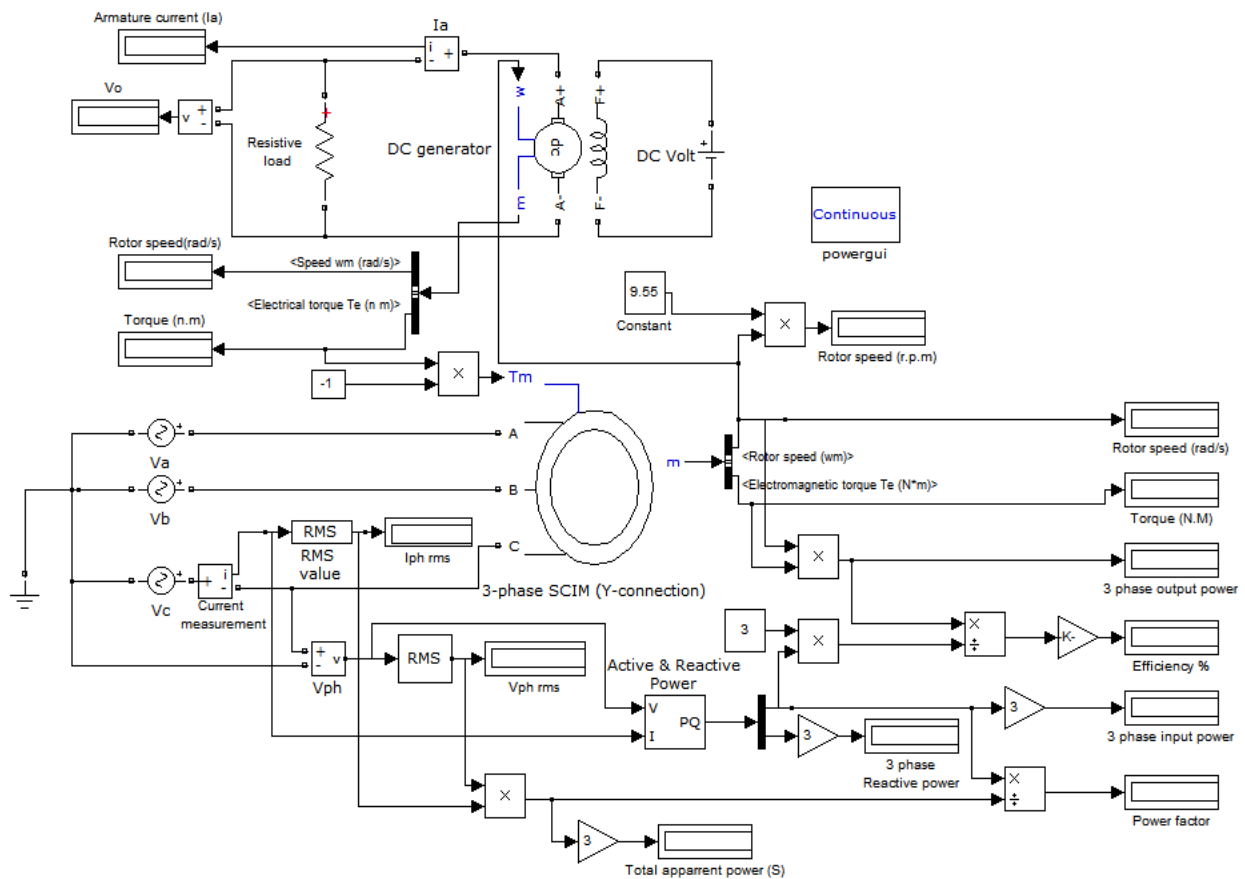 Armature current (Ia)
Ia
i
-
+
Vo
v
+
-
+
Resistive
load
DC generator
w
A+
F+
dc
m
A-
F-
DC Volt
+
Continuous
powergui
Rotor speed(rad/s)
<Speed wm (rad/s)>
<Electrical torque Te (n m)>
Torque (n.m)
9.55
Constant
×
Rotor speed (r.p.m)
-1
×
Tm
A
B
C
m
<Rotor speed (wm)>
<Electromagnetic torque Te (N*m)>
Rotor speed (rad/s)
Torque (N.M)
+
Va
+
Vb
+
Vc
+
i
-
Current
measurement
RMS
RMS
value
Iph rms
3-phase SCIM (Y-connection)
×
3 phase output power
+
-
v
Vph
RMS
Vph rms
Active & Reactive
Power
V
I
PQ
3
×
×
÷
K-
Efficiency %
3
3 phase
Reactive power
3
3 phase input power
×
×
÷
Power factor
3
Total apparrent power (S)